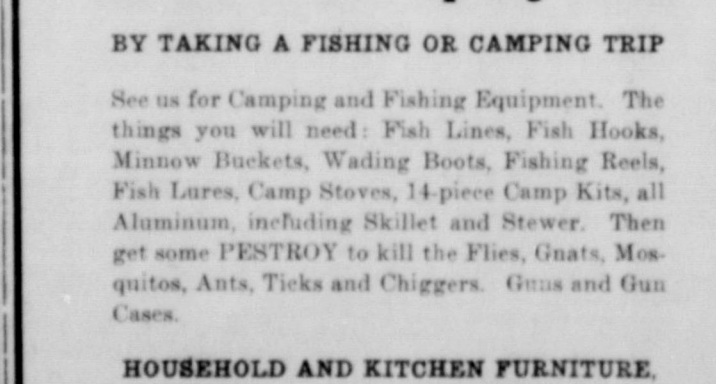 BY TAKING A FISHING OR CAMPING TRIP
See us for Camping and Fishing Equipment. The
things you will need: Fish Lines, Fish Hooks,
Minnow Buckets, Wading Boots, Fishing Reels,
Fish Lures, Camp Stoves, 14-piece Camp Kits, all
Aluminum, including Skillet and Stewer. Then
get some PESTROY to kill the Flies, Gnats, Mos-
quitos, Ants, Ticks and Chiggers. Guns and Gun
Cases.
HOUSEHOLD AND KITCHEN FURNITURE,